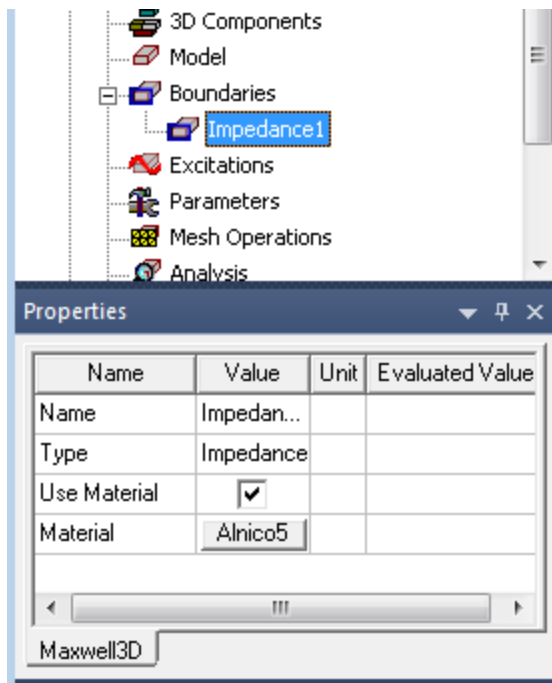 3D Components
Model
Boundaries
Impedance1
Excitations
Parameters
Mesh Operations
Analysis
Properties
Name Value Unit Evaluated Value
Name Impedan...
Type Impedance
Use Material
Material Alnico5
Maxwell3D